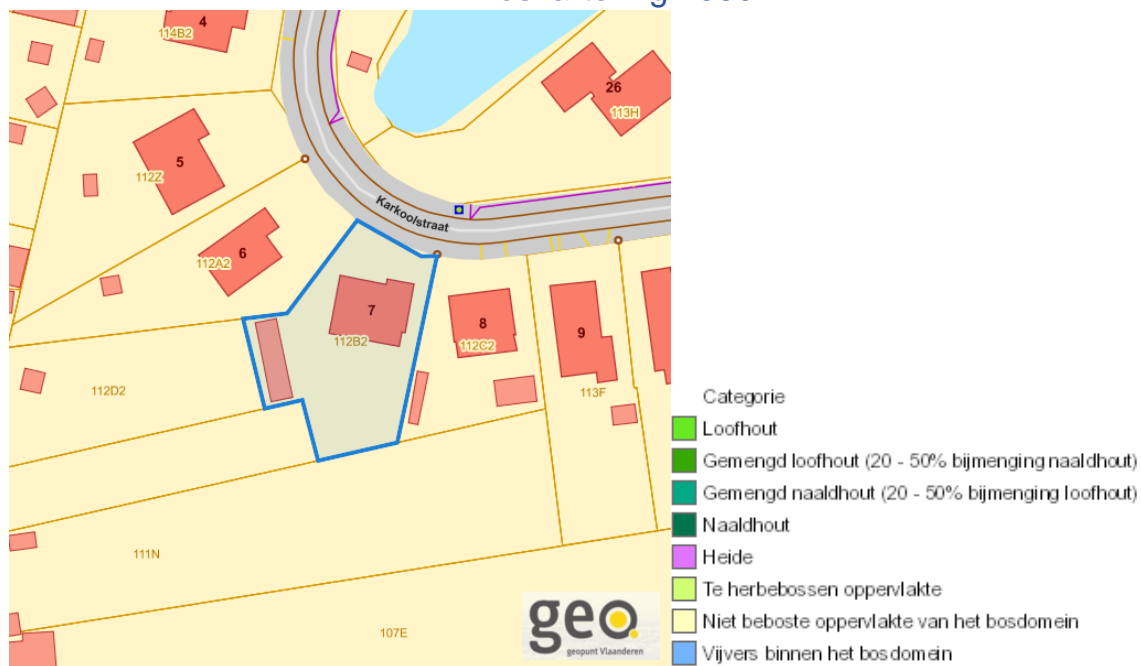 4
114B2
26
113H
5
112Z
Karkoolstraat
6
112A2
7
112B2
8
112C2
9
113F
112D2
111N
107E
geo
geopunt Vlaanderen
Categorie
Loofhout
Gemengd loofhout (20 - 50% bijmenging naaldhout)
Gemengd naaldhout (20 - 50% bijmenging loofhout)
Naaldhout
Heide
Te herbebossen oppervlakte
Niet beboste oppervlakte van het bosdomein
Vijvers binnen het bosdomein